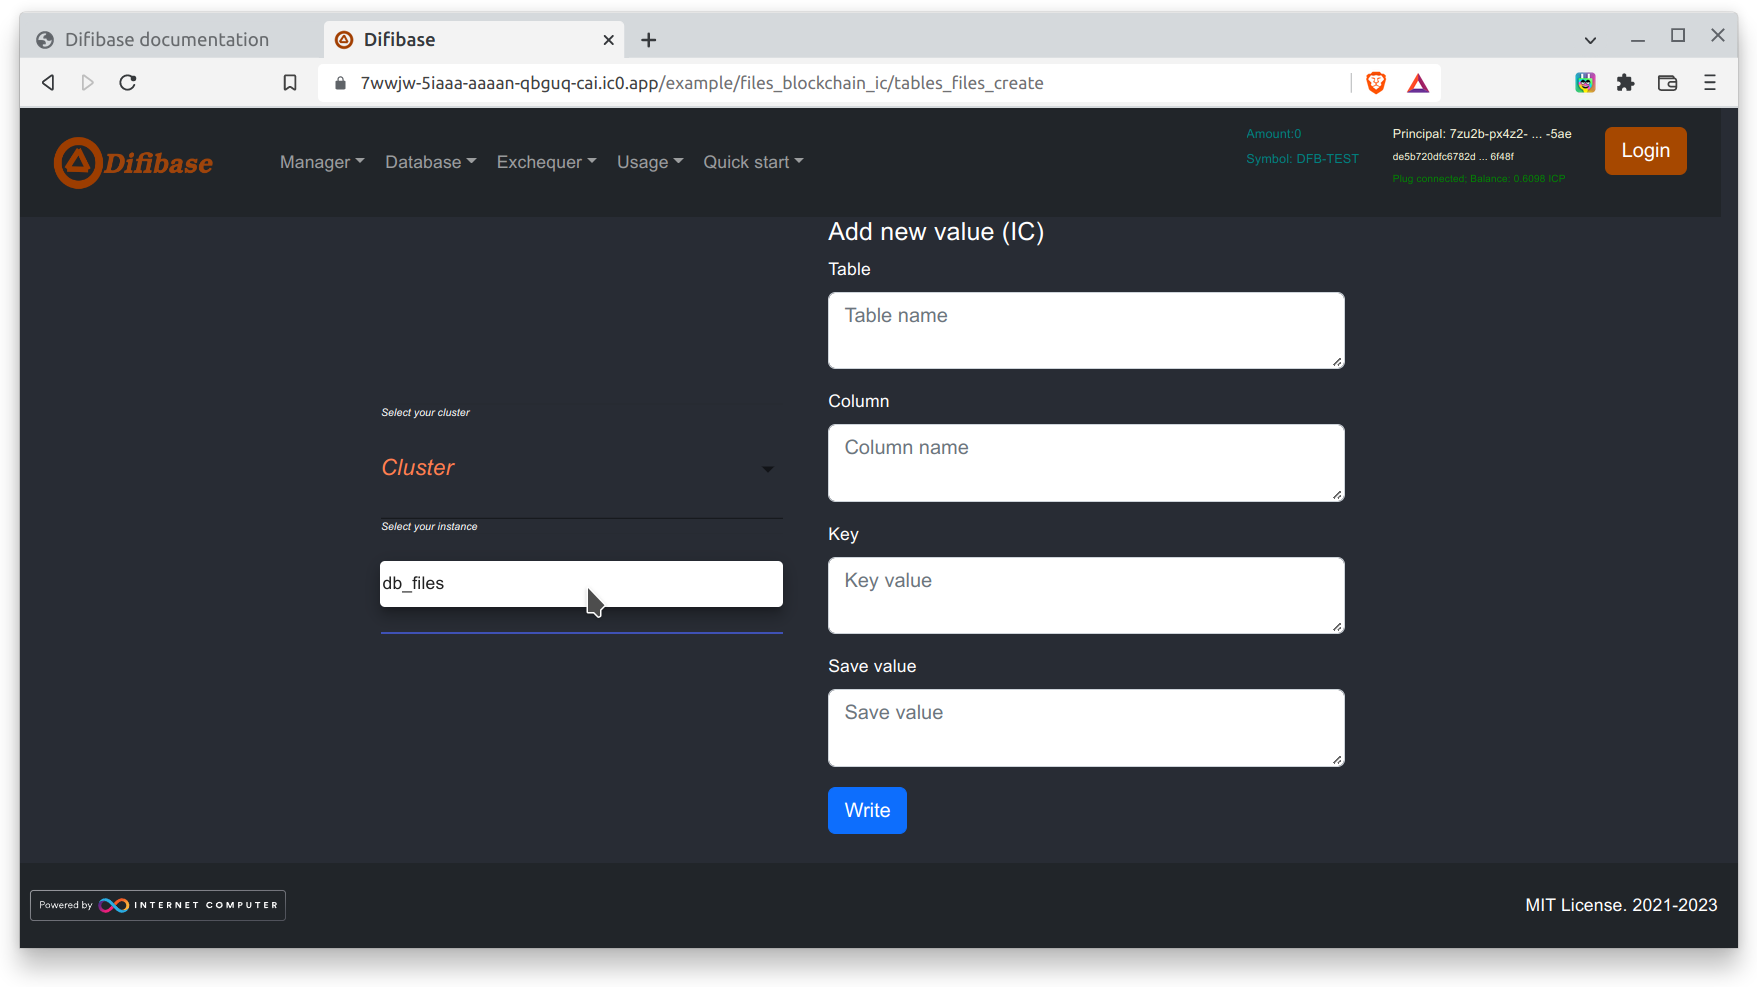 Difibase documentation
Difibase
7wwjw-5iaaa-aaaan-qbguq-cai.ic0.app/example/files_blockchain_ic/tables_files_create
Difibase
Manager Database Exchequer Usage Quick start
Amount:0
Symbol: DFB-TEST
Principal: 7zu2b-px4z2- ... -5ae
de5b720dfc6782d ... 6f48f
Plug connected; Balance: 0.6098 ICP
Login
Select your cluster
Cluster
Select your instance
db_files
Add new value (IC)
Table
Table name
Column
Column name
Key
Key value
Save value
Save value
Write
Powered by INTERNET COMPUTER
MIT License. 2021-2023